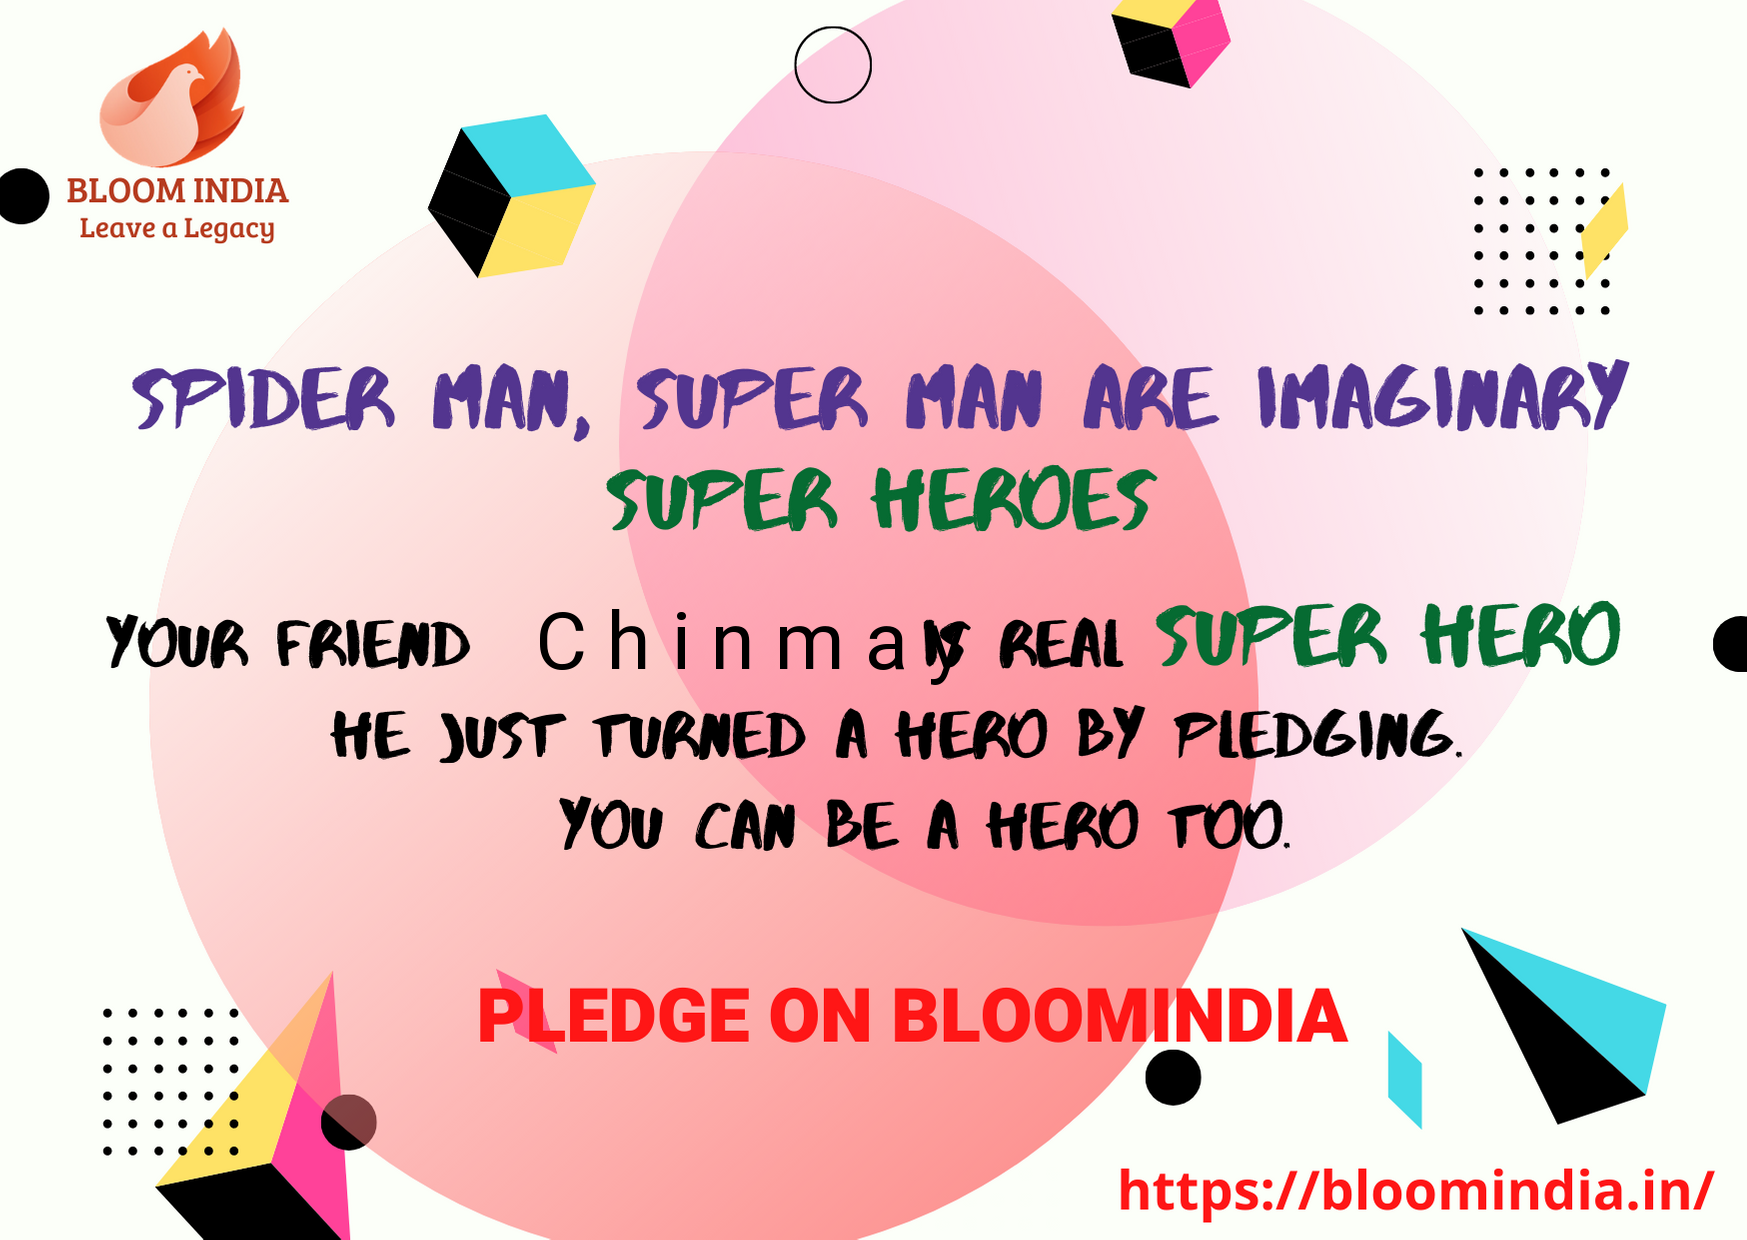 BLOOM INDIA
Leave a Legacy
SPIDER MAN, SUPER MAN ARE IMAGINARY
SUPER HEROES
YOUR FRIEND Chinmay IS REAL SUPER HERO
HE JUST TURNED A HERO BY PLEDGING.
YOU CAN BE A HERO TOO.
PLEDGE ON BLOOMINDIA
https://bloomindia.in/